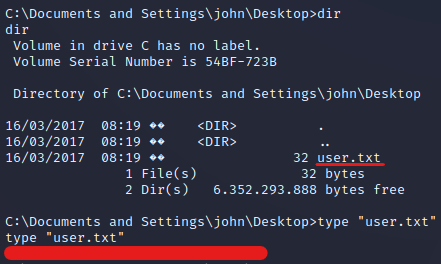 C:\Documents and Settings\john\Desktop>dir
dir
 Volume in drive C has no label.
 Volume Serial Number is 54BF-723B
 Directory of C:\Documents and Settings\john\Desktop
16/03/2017  08:19 ��    <DIR>          .
16/03/2017  08:19 ��    <DIR>          ..
16/03/2017  08:19 ��                32 user.txt
               1 File(s)             32 bytes
               2 Dir(s)   6.352.293.888 bytes free
C:\Documents and Settings\john\Desktop>type "user.txt"
type "user.txt"